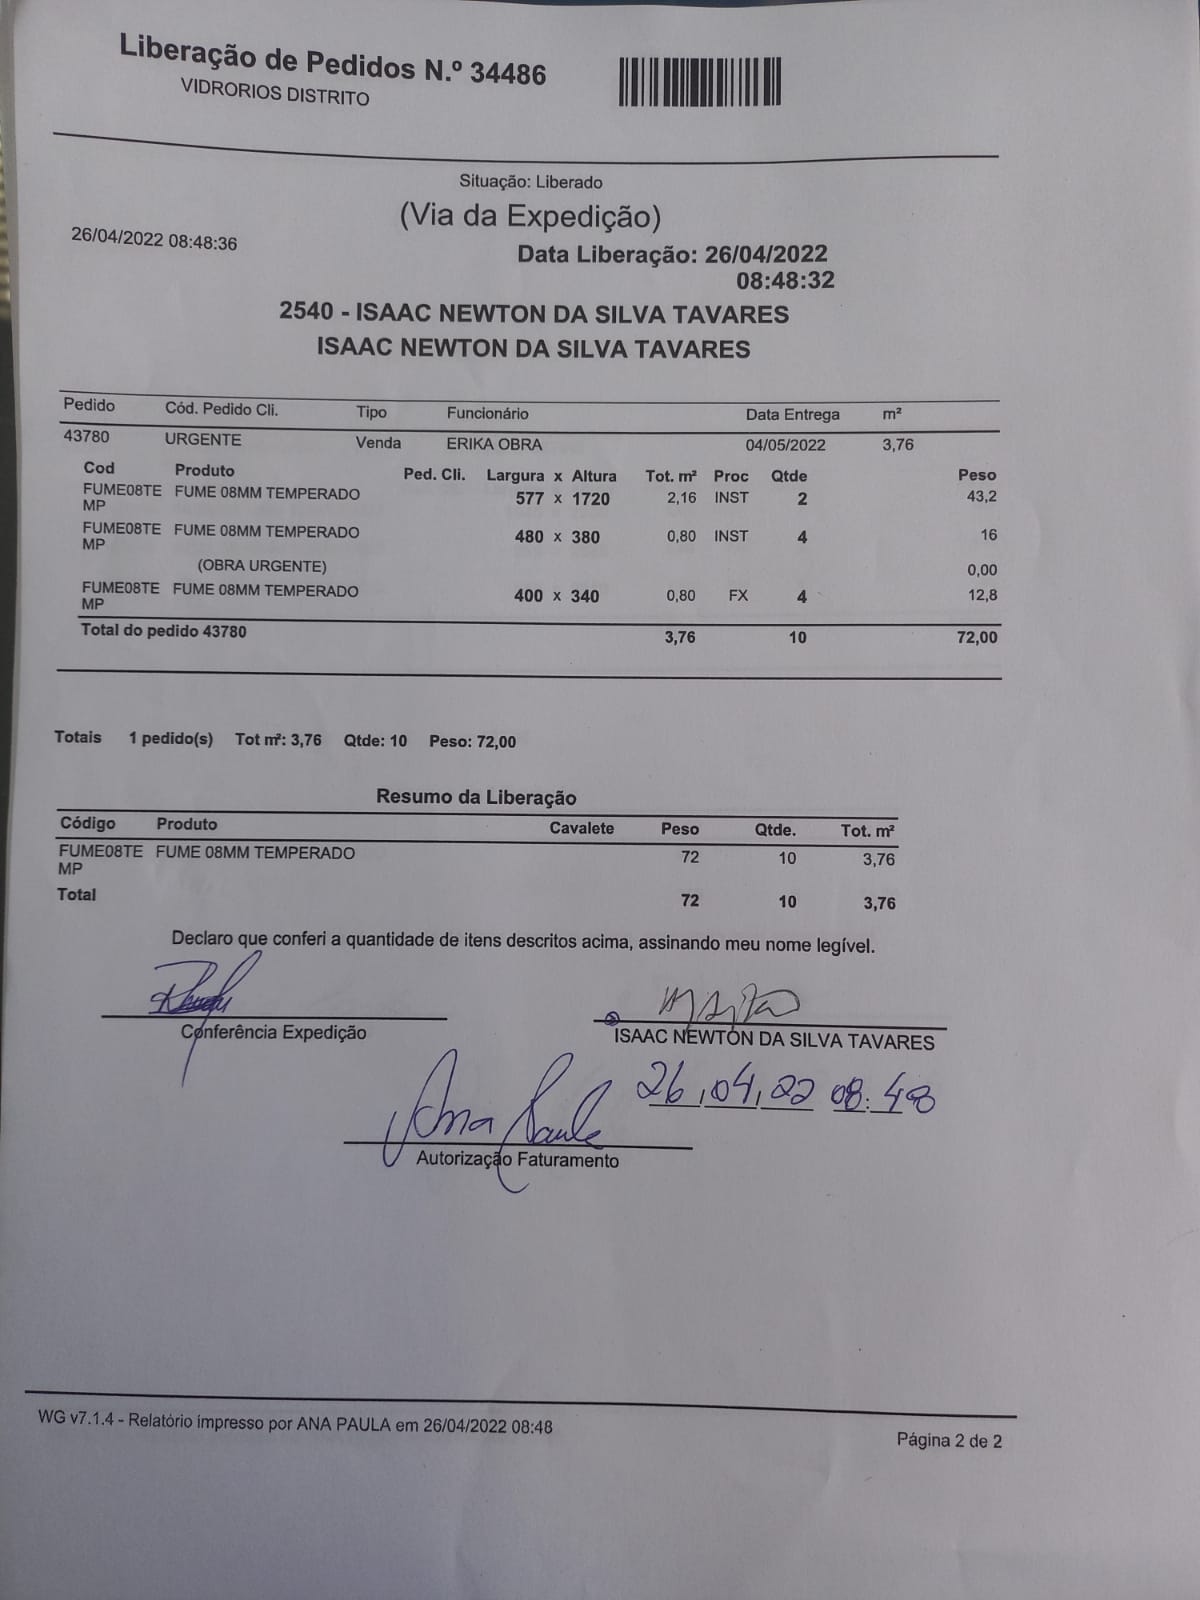 Liberação de Pedidos N.º 34486
VIDRORIOS DISTRITO
Situação: Liberado
(Via da Expedição)
26/04/2022 08:48:36
Data Liberação: 26/04/2022
08:48:32
2540 - ISAAC NEWTON DA SILVA TAVARES
ISAAC NEWTON DA SILVA TAVARES
Pedido Cód. Pedido Cli. Tipo Funcionário Data Entrega m²
43780 URGENTE Venda ERIKA OBRA 04/05/2022 3,76
Cod Produto Ped. Cli. Largura x Altura Tot. m² Proc Qtde Peso
FUME08TE FUME 08MM TEMPERADO 577 x 1720 2,16 INST 2 43,2
MP
FUME08TE FUME 08MM TEMPERADO 480 x 380 0,80 INST 4 16
MP
(OBRA URGENTE) 0,00
FUME08TE FUME 08MM TEMPERADO 400 x 340 0,80 FX 4 12,8
MP
Total do pedido 43780 3,76 10 72,00
Totais 1 pedido(s) Tot m²: 3,76 Qtde: 10 Peso: 72,00
Resumo da Liberação
Código Produto Cavalete Peso Qtde. Tot. m²
FUME08TE FUME 08MM TEMPERADO 72 10 3,76
MP
Total 72 10 3,76
Declaro que conferi a quantidade de itens descritos acima, assinando meu nome legível.
Conferência Expedição
ISAAC NEWTON DA SILVA TAVARES
26,04,22 08:48
Ana Paula
Autorização Faturamento
WG v7.1.4 - Relatório impresso por ANA PAULA em 26/04/2022 08:48
Página 2 de 2